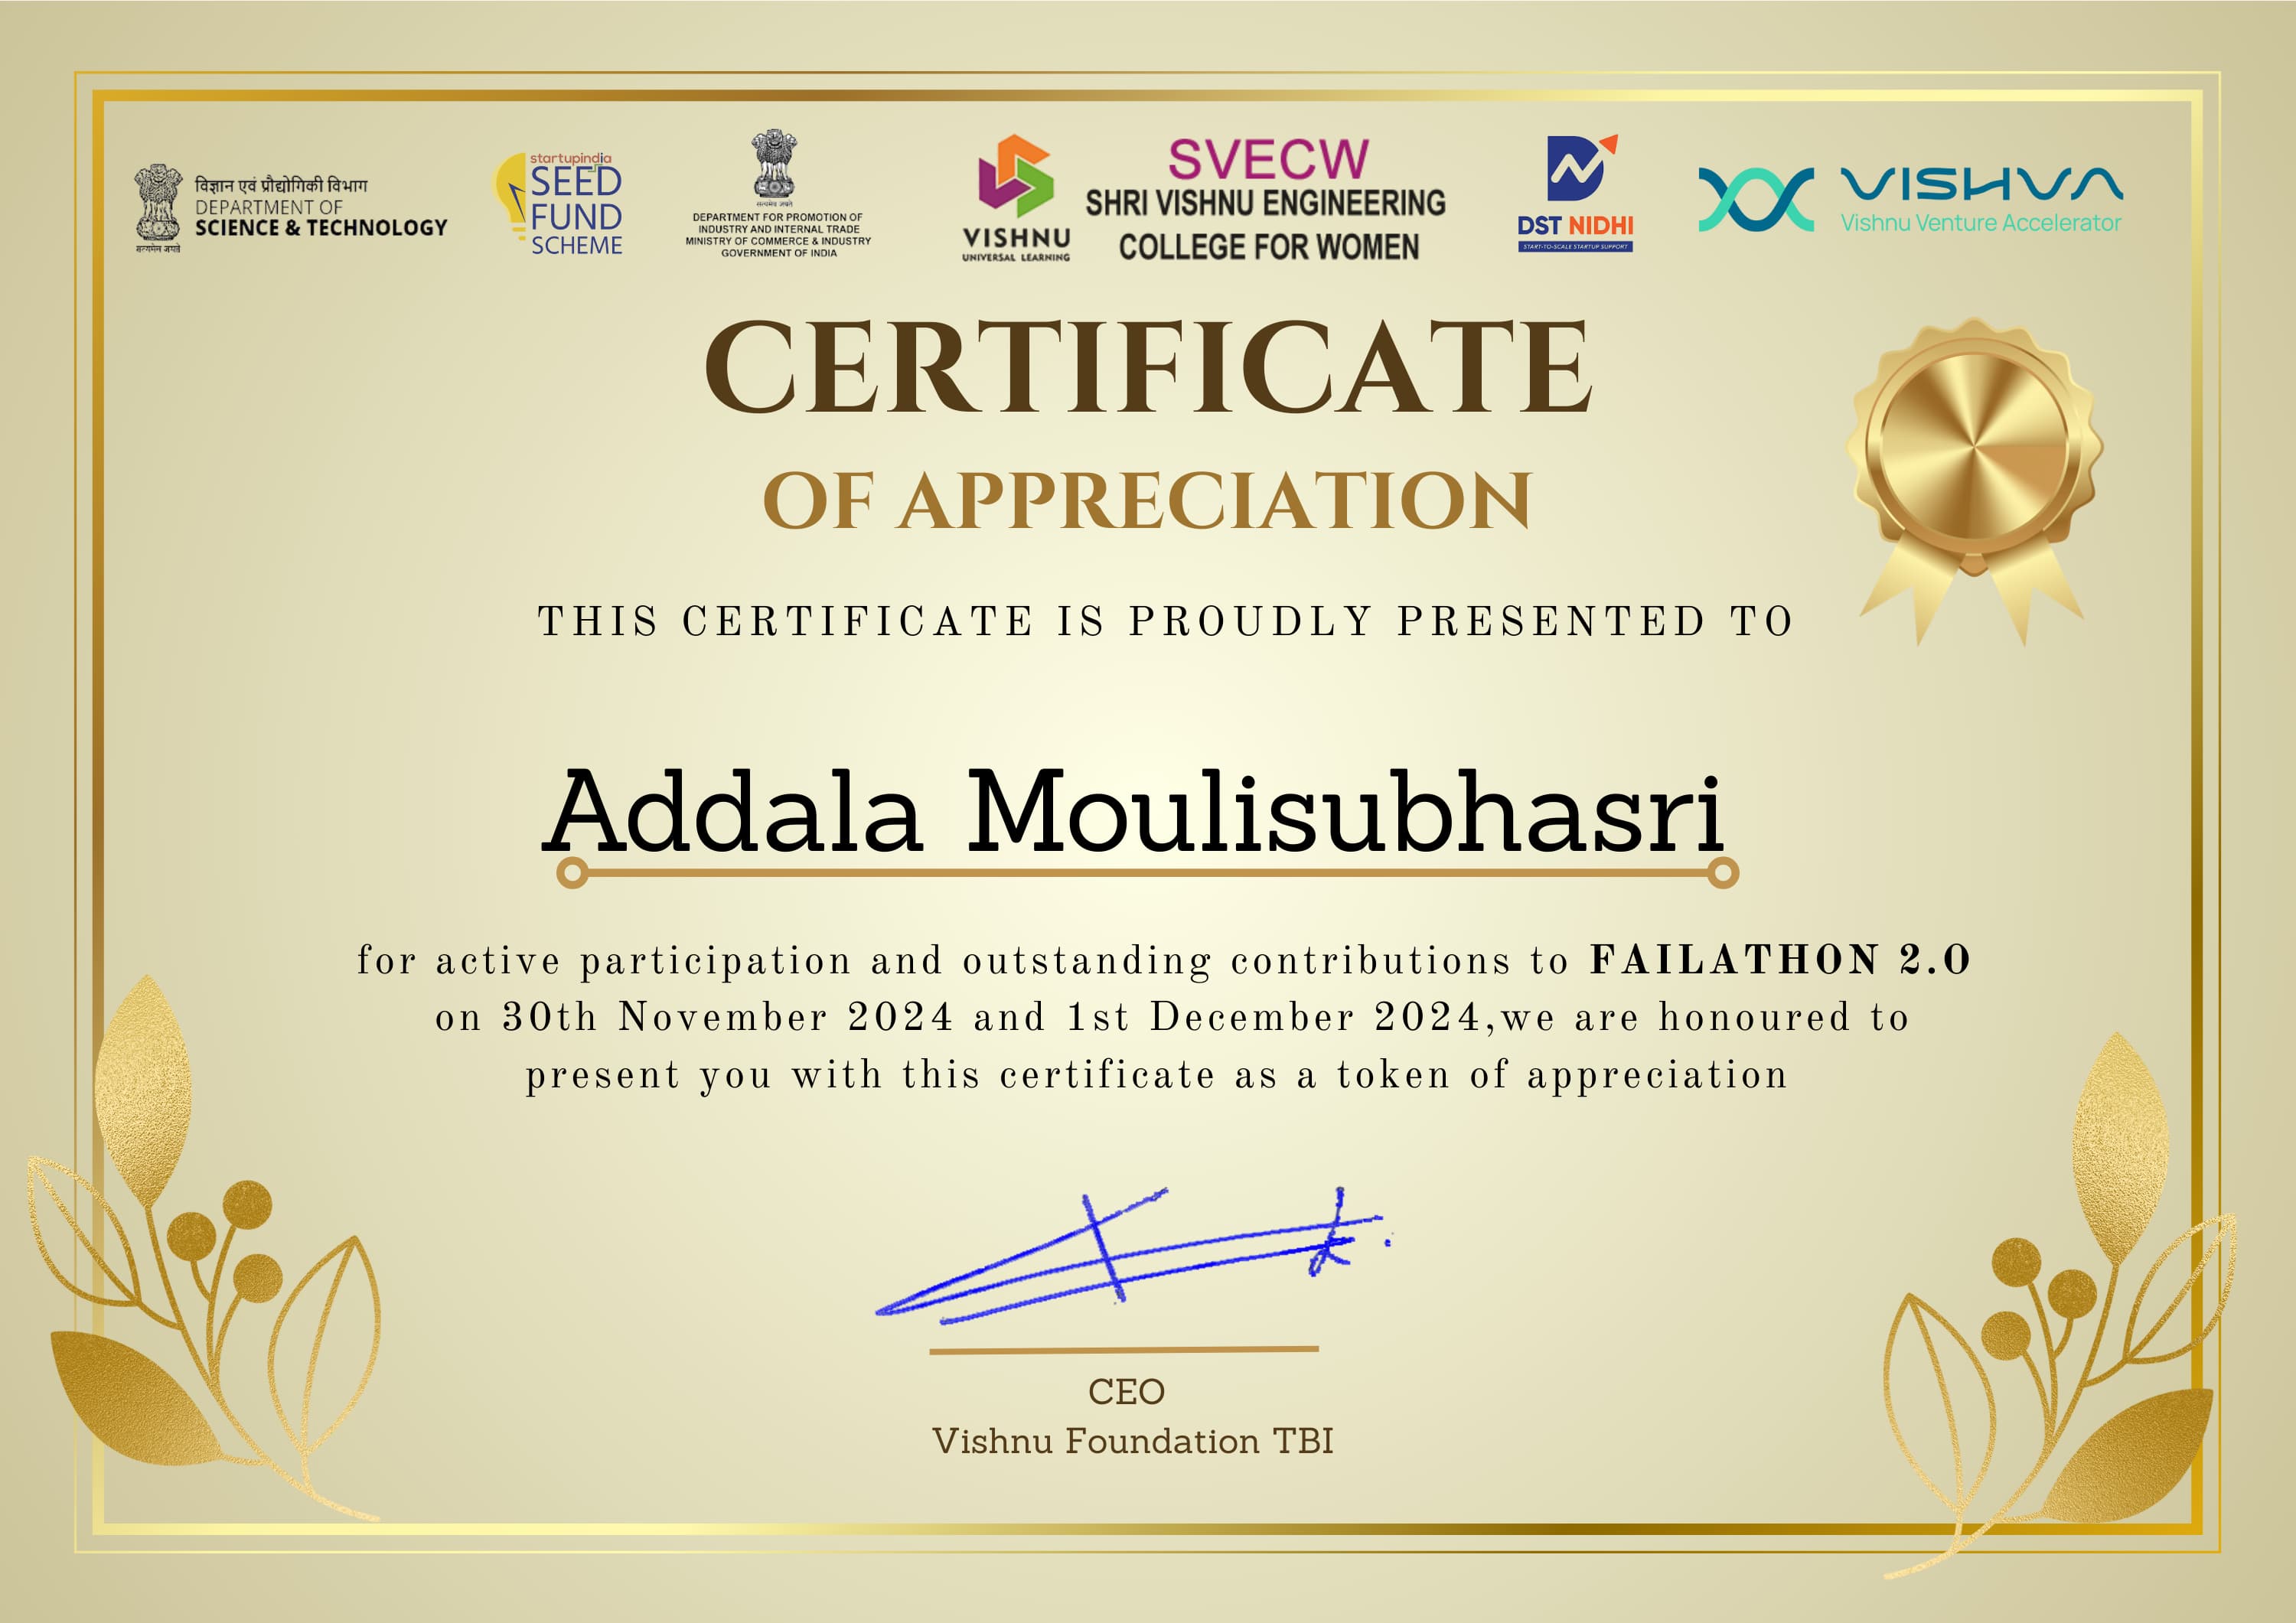 विज्ञान एवं प्रौद्योगिकी विभाग
DEPARTMENT OF
SCIENCE & TECHNOLOGY
सत्यमेव जयते
startupindia
SEED
FUND
SCHEME
सत्यमेव जयते
DEPARTMENT FOR PROMOTION OF
INDUSTRY AND INTERNAL TRADE
MINISTRY OF COMMERCE & INDUSTRY
GOVERNMENT OF INDIA
VISHNU
UNIVERSAL LEARNING
SVECW
SHRI VISHNU ENGINEERING
COLLEGE FOR WOMEN
DST NIDHI
START-TO-SCALE STARTUP SUPPORT
VISHVA
Vishnu Venture Accelerator
CERTIFICATE
OF APPRECIATION
THIS CERTIFICATE IS PROUDLY PRESENTED TO
Addala Moulisubhasri
for active participation and outstanding contributions to FAILATHON 2.O
on 30th November 2024 and 1st December 2024,we are honoured to
present you with this certificate as a token of appreciation
CEO
Vishnu Foundation TBI